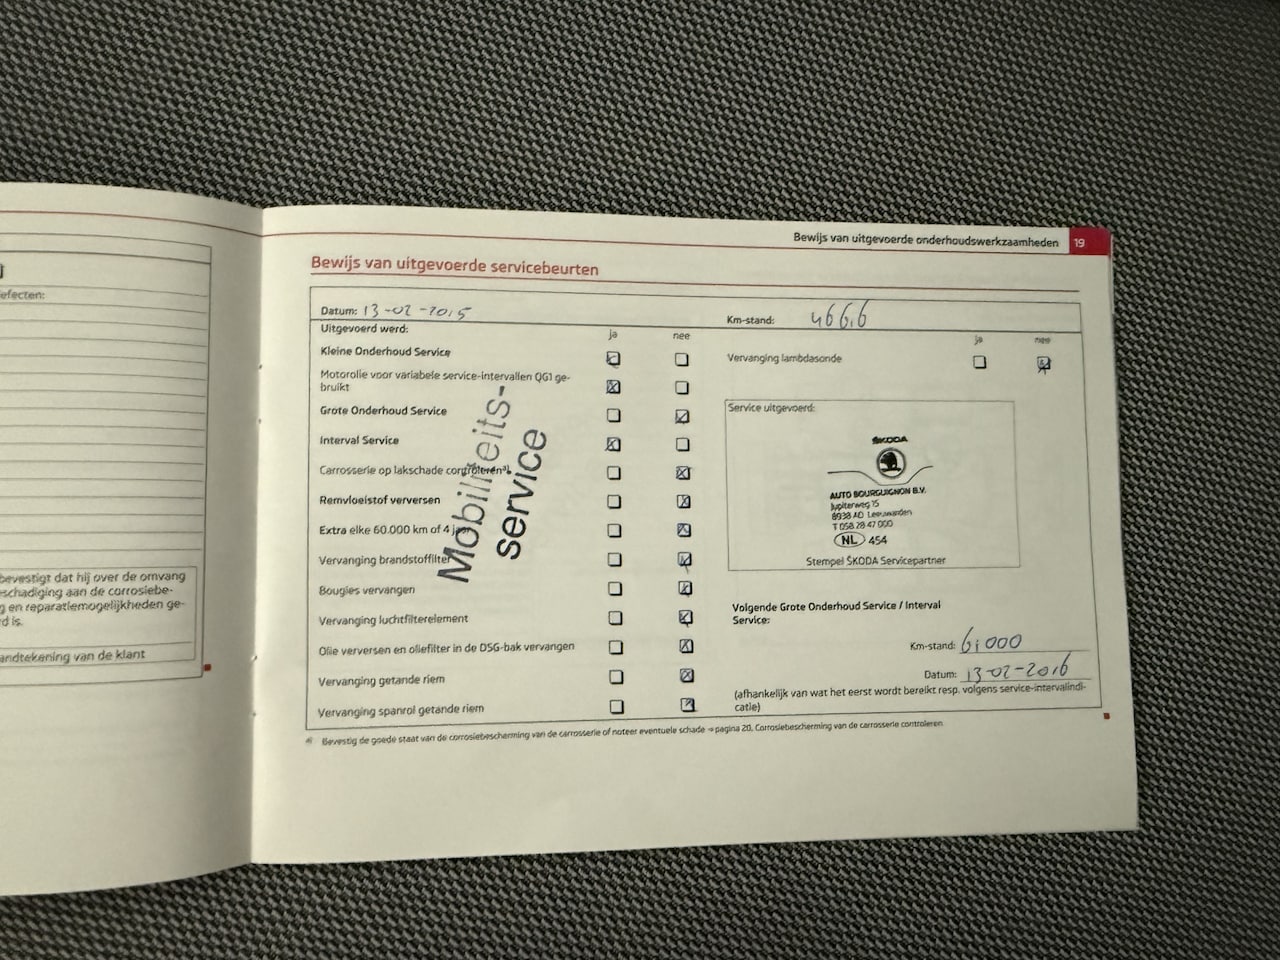 efecten:
bevestigt dat hij over de omvang
schadiging aan de corrosiebe-
g en reparatiemogelijkheden ge-
d is.
andtekening van de klant
Bewijs van uitgevoerde onderhoudswerkzaamheden 19
Bewijs van uitgevoerde servicebeurten
Datum: 13-02-2015
Km-stand:
Uitgevoerd werd:
ja nee
Kleine Onderhoud Service
Motorolie voor variabele service-intervallen QG1 ge-
bruikt
Grote Onderhoud Service
Interval Service
Carrosserie op lakschade controleren
Remvloeistof verversen
Extra elke 60.000 km of 4 jaar
Vervanging brandstoffilter
Bougies vervangen
Vervanging luchtfilterelement
Olie verversen en oliefilter in de DSG-bak vervangen
Vervanging getande riem
Vervanging spanrol getande riem
Mobiliteits-
service
ja nee
Vervanging lambdasonde
Service uitgevoerd:
ŠKODA
AUTO BOURGUIGNON B.V.
Jupiterweg 15
8938 AD Leeuwarden
T 058 28 47 000
NL 454
Stempel ŠKODA Servicepartner
Volgende Grote Onderhoud Service / Interval
Service:
Km-stand:
Datum: 13-02-2016
(afhankelijk van wat het eerst wordt bereikt resp. volgens service-intervalindi-
catie)
Bevestig de goede staat van de corrosiebescherming van de carrosserie of noteer eventuele schade → pagina 20, Corrosiebescherming van de carrosserie controleren.